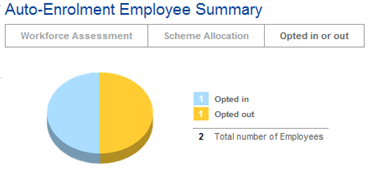 Auto-Enrolment Employee Summary
Workforce Assessment Scheme Allocation Opted in or out
1 Opted in
1 Opted out
2 Total number of Employees